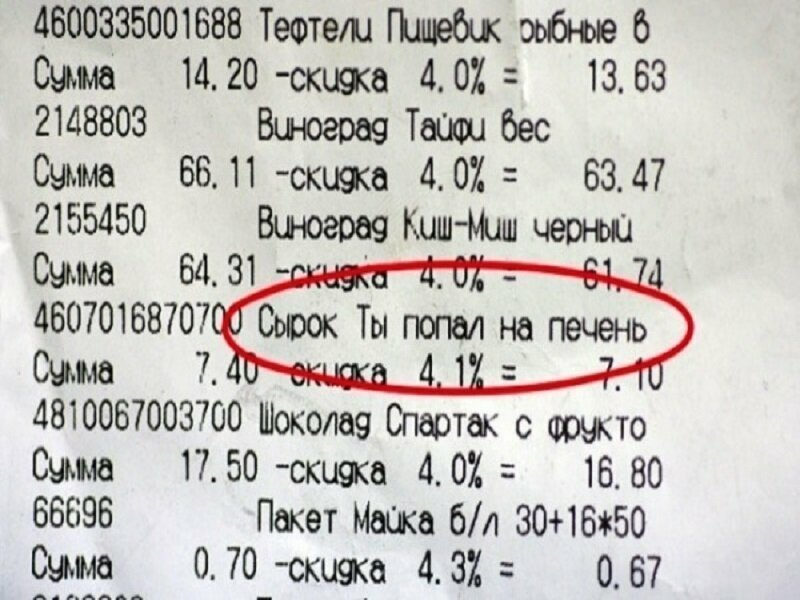 4600335001688 Тефтели Пищевик рыбные в
Сумма 14.20 -скидка 4.0% = 13.63
2148803 Виноград Тайфи вес
Сумма 66.11 -скидка 4.0% = 63.47
2155450 Виноград Киш-Миш черный
Сумма 64.31 -скидка 4.0% = 61.74
4607016870700 Сырок Ты попал на печень
Сумма 7.40 -скидка 4.1% = 7.10
4810067003700 Шоколад Спартак с фрукто
Сумма 17.50 -скидка 4.0% = 16.80
66696 Пакет Майка б/л 30+16*50
Сумма 0.70 -скидка 4.3% = 0.67